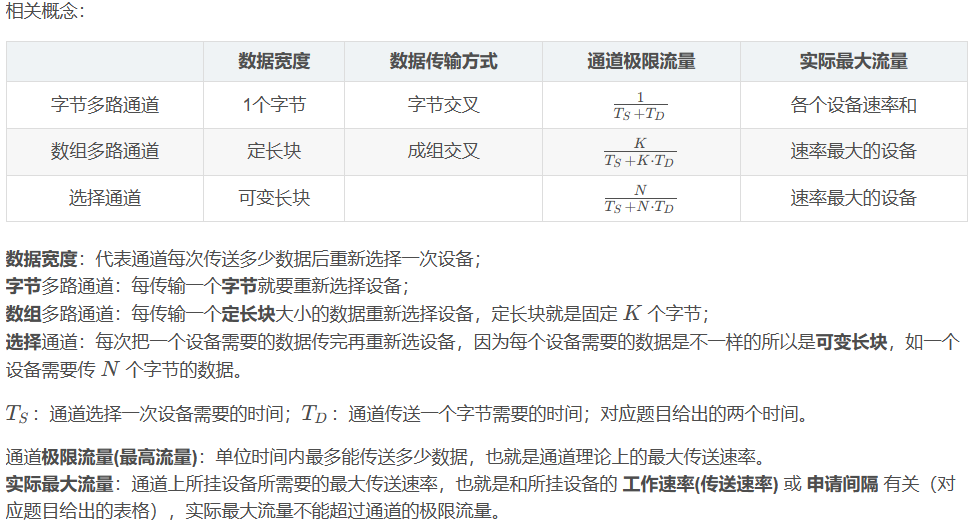 相关概念：
数据宽度 数据传输方式 通道极限流量 实际最大流量
字节多路通道 1个字节 字节交叉 $\frac{1}{T_S+T_D}$ 各个设备速率和
数组多路通道 定长块 成组交叉 $\frac{K}{T_S+K \cdot T_D}$ 速率最大的设备
选择通道 可变长块 $\frac{N}{T_S+N \cdot T_D}$ 速率最大的设备
数据宽度：代表通道每次传送多少数据后重新选择一次设备；
字节多路通道：每传输一个字节就要重新选择设备；
数组多路通道：每传输一个定长块大小的数据重新选择设备，定长块就是固定 K 个字节；
选择通道：每次把一个设备需要的数据传完再重新选设备，因为每个设备需要的数据是不一样的所以是可变长块，如一个
设备需要传 N 个字节的数据。
$T_S$：通道选择一次设备需要的时间；$T_D$：通道传送一个字节需要的时间；对应题目给出的两个时间。
通道极限流量(最高流量)：单位时间内最多能传送多少数据，也就是通道理论上的最大传送速率。
实际最大流量：通道上所挂设备所需要的最大传送速率，也就是和所挂设备的 工作速率(传送速率) 或 申请间隔 有关（对
应题目给出的表格），实际最大流量不能超过通道的极限流量。